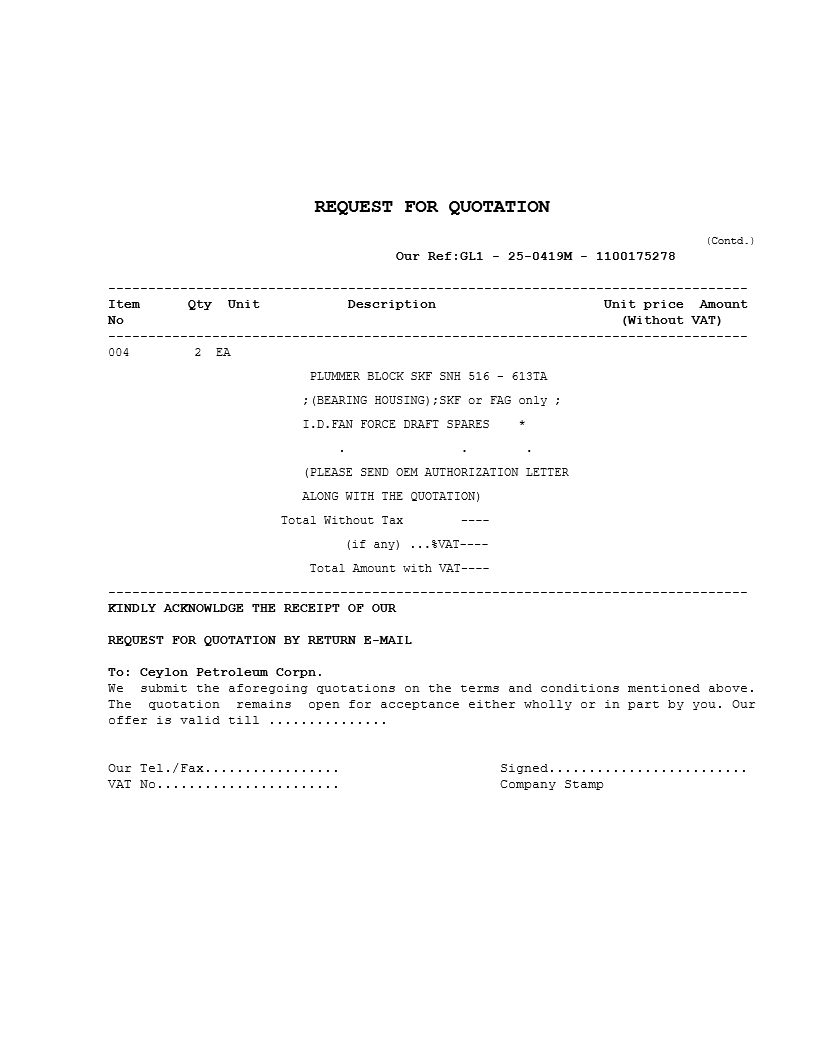 REQUEST FOR QUOTATION
(Contd.)
Our Ref:GL1 - 25-0419M - 1100175278
--------------------------------------------------------------------------------
Item Qty Unit Description Unit price Amount
No (Without VAT)
--------------------------------------------------------------------------------
004 2 EA
PLUMMER BLOCK SKF SNH 516 - 613TA
;(BEARING HOUSING);SKF or FAG only ;
I.D.FAN FORCE DRAFT SPARES *
. . .
(PLEASE SEND OEM AUTHORIZATION LETTER
ALONG WITH THE QUOTATION)
Total Without Tax ----
(if any) ...%VAT----
Total Amount with VAT----
--------------------------------------------------------------------------------
KINDLY ACKNOWLDGE THE RECEIPT OF OUR
REQUEST FOR QUOTATION BY RETURN E-MAIL
To: Ceylon Petroleum Corpn.
We submit the aforegoing quotations on the terms and conditions mentioned above.
The quotation remains open for acceptance either wholly or in part by you. Our
offer is valid till ...............
Our Tel./Fax................. Signed.........................
VAT No....................... Company Stamp